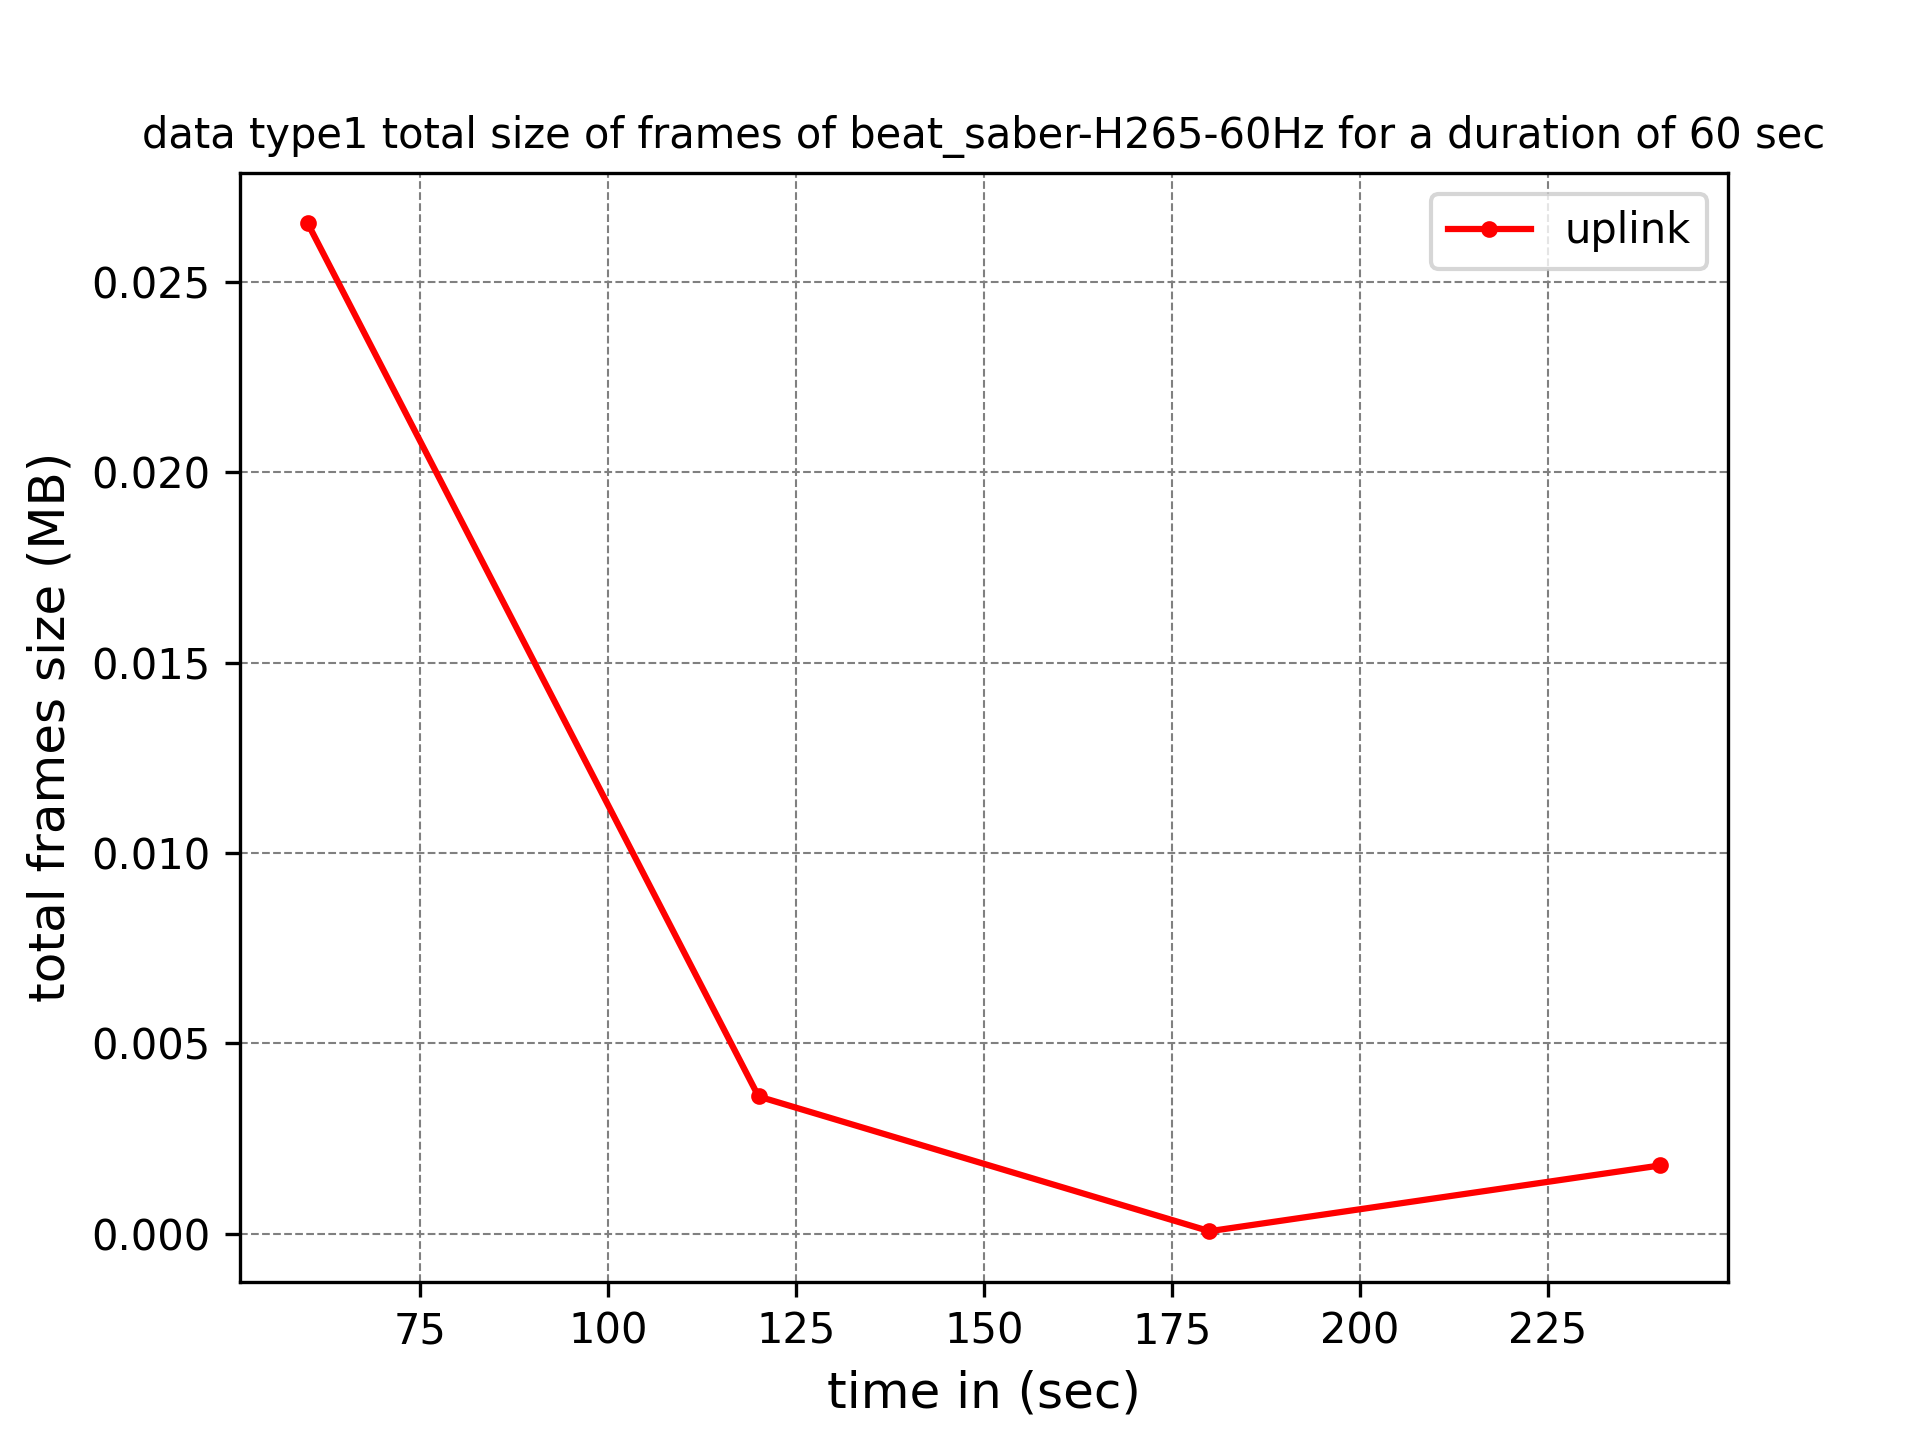 data type1 total size of frames of beat_saber-H265-60Hz for a duration of 60 sec
uplink
total frames size (MB)
0.025
0.020
0.015
0.010
0.005
0.000
75 100 125 150 175 200 225
time in (sec)